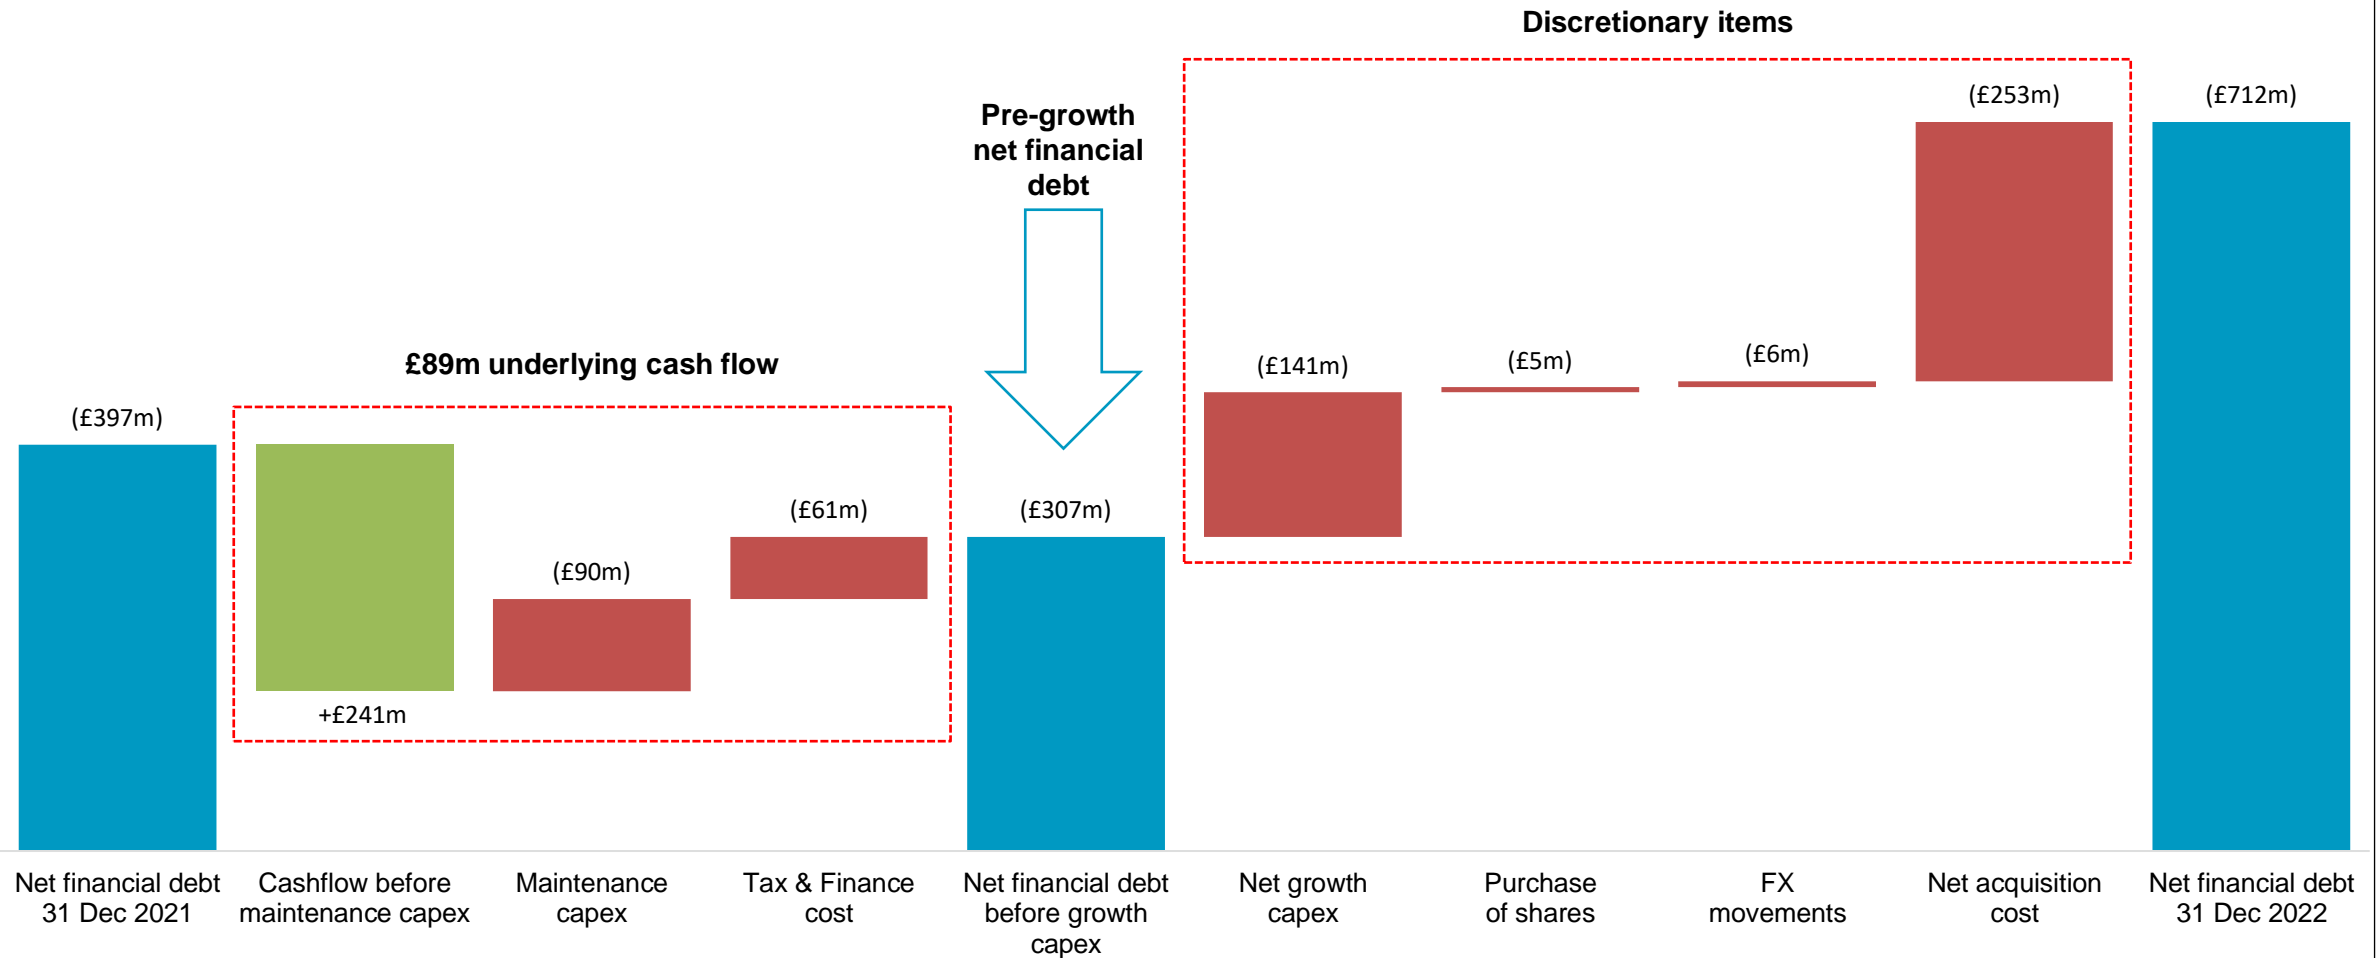 Discretionary items
Pre-growth
net financial
debt
£89m underlying cash flow
(£397m)
+£241m
(£90m)
(£61m)
(£307m)
(£141m)
(£5m)
(£6m)
(£253m)
(£712m)
Net financial debt
31 Dec 2021
Cashflow before
maintenance capex
Maintenance
capex
Tax & Finance
cost
Net financial debt
before growth
capex
Net growth
capex
Purchase
of shares
FX
movements
Net acquisition
cost
Net financial debt
31 Dec 2022